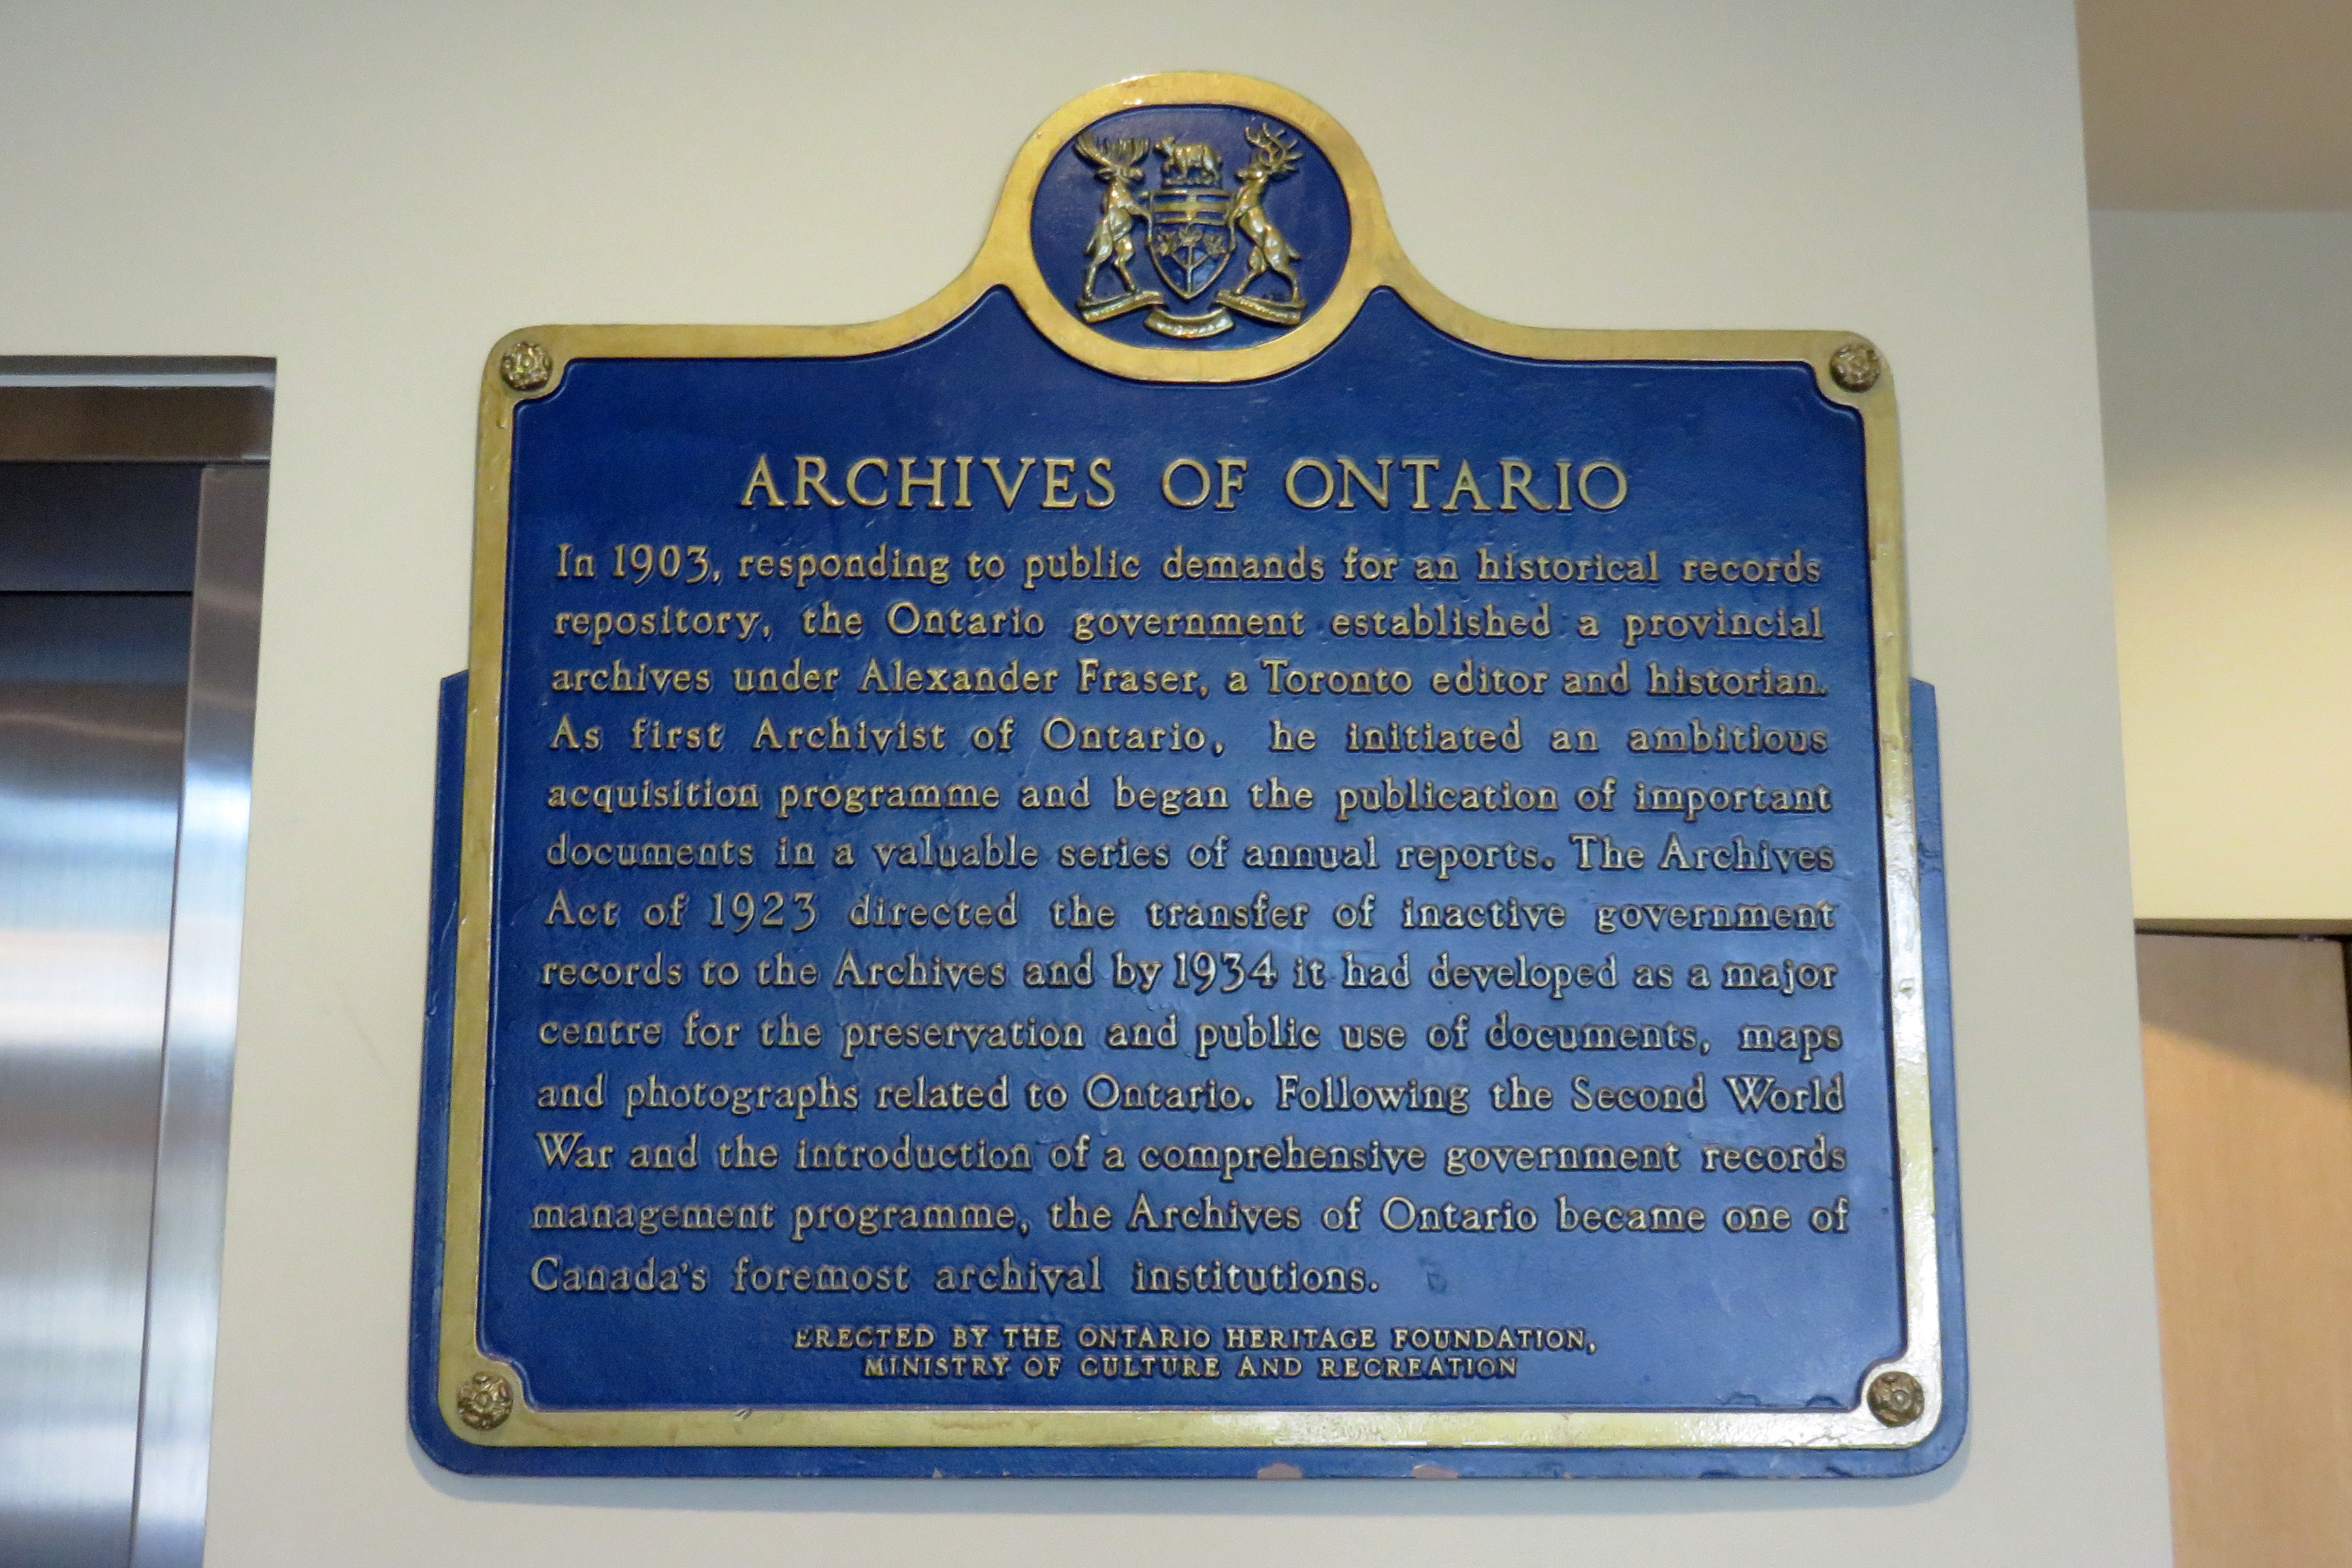 ARCHIVES OF ONTARIO
In 1903, responding to public demands for an historical records
repository, the Ontario government established a provincial
archives under Alexander Fraser, a Toronto editor and historian.
As first Archivist of Ontario, he initiated an ambitious
acquisition programme and began the publication of important
documents in a valuable series of annual reports. The Archives
Act of 1923 directed the transfer of inactive government
records to the Archives and by 1934 it had developed as a major
centre for the preservation and public use of documents, maps
and photographs related to Ontario. Following the Second World
War and the introduction of a comprehensive government records
management programme, the Archives of Ontario became one of
Canada's foremost archival institutions.
ERECTED BY THE ONTARIO HERITAGE FOUNDATION,
MINISTRY OF CULTURE AND RECREATION